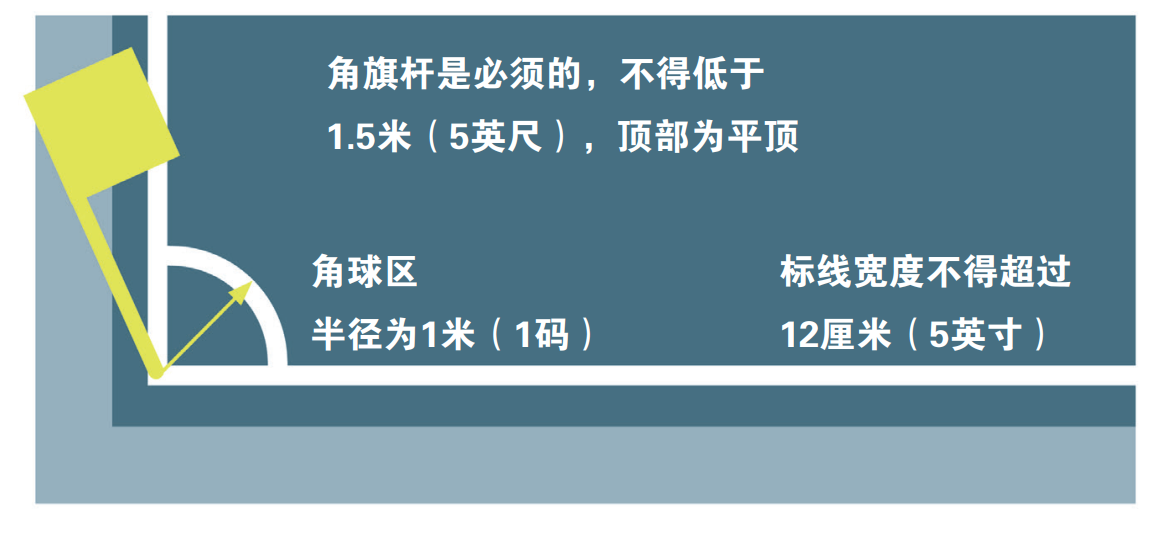 角旗杆是必须的，不得低于
1.5米（5英尺），顶部为平顶
角球区
半径为1米（1码）
标线宽度不得超过
12厘米（5英寸）